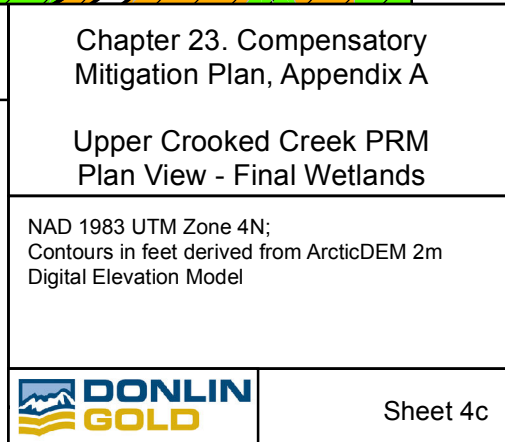 Chapter 23. Compensatory
Mitigation Plan, Appendix A
Upper Crooked Creek PRM
Plan View - Final Wetlands
NAD 1983 UTM Zone 4N;
Contours in feet derived from ArcticDEM 2m
Digital Elevation Model
DONLIN
GOLD
Sheet 4c